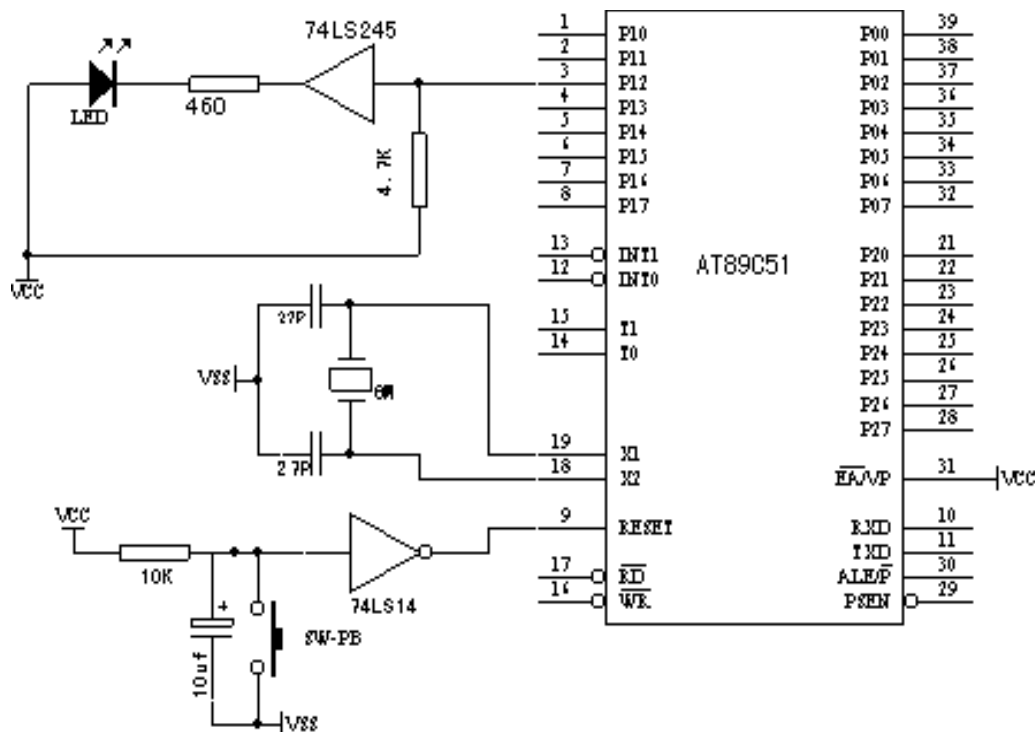 74LS245
LED
460
4.7K
VCC
27P
VSS
6M
27P
VCC
10K
74LS14
10uf
+
SW-PB
VSS
AT89C51
1 P10
2 P11
3 P12
4 P13
5 P14
6 P15
7 P16
8 P17
13 INT1
12 INT0
15 T1
14 T0
19 X1
18 X2
9 RESET
17 RD
16 WR
P00 39
P01 38
P02 37
P03 36
P04 35
P05 34
P06 33
P07 32
P20 21
P21 22
P22 23
P23 24
P24 25
P25 26
P26 27
P27 28
EA/VP 31 VCC
RXD 10
TXD 11
ALE/P 30
PSEN 29